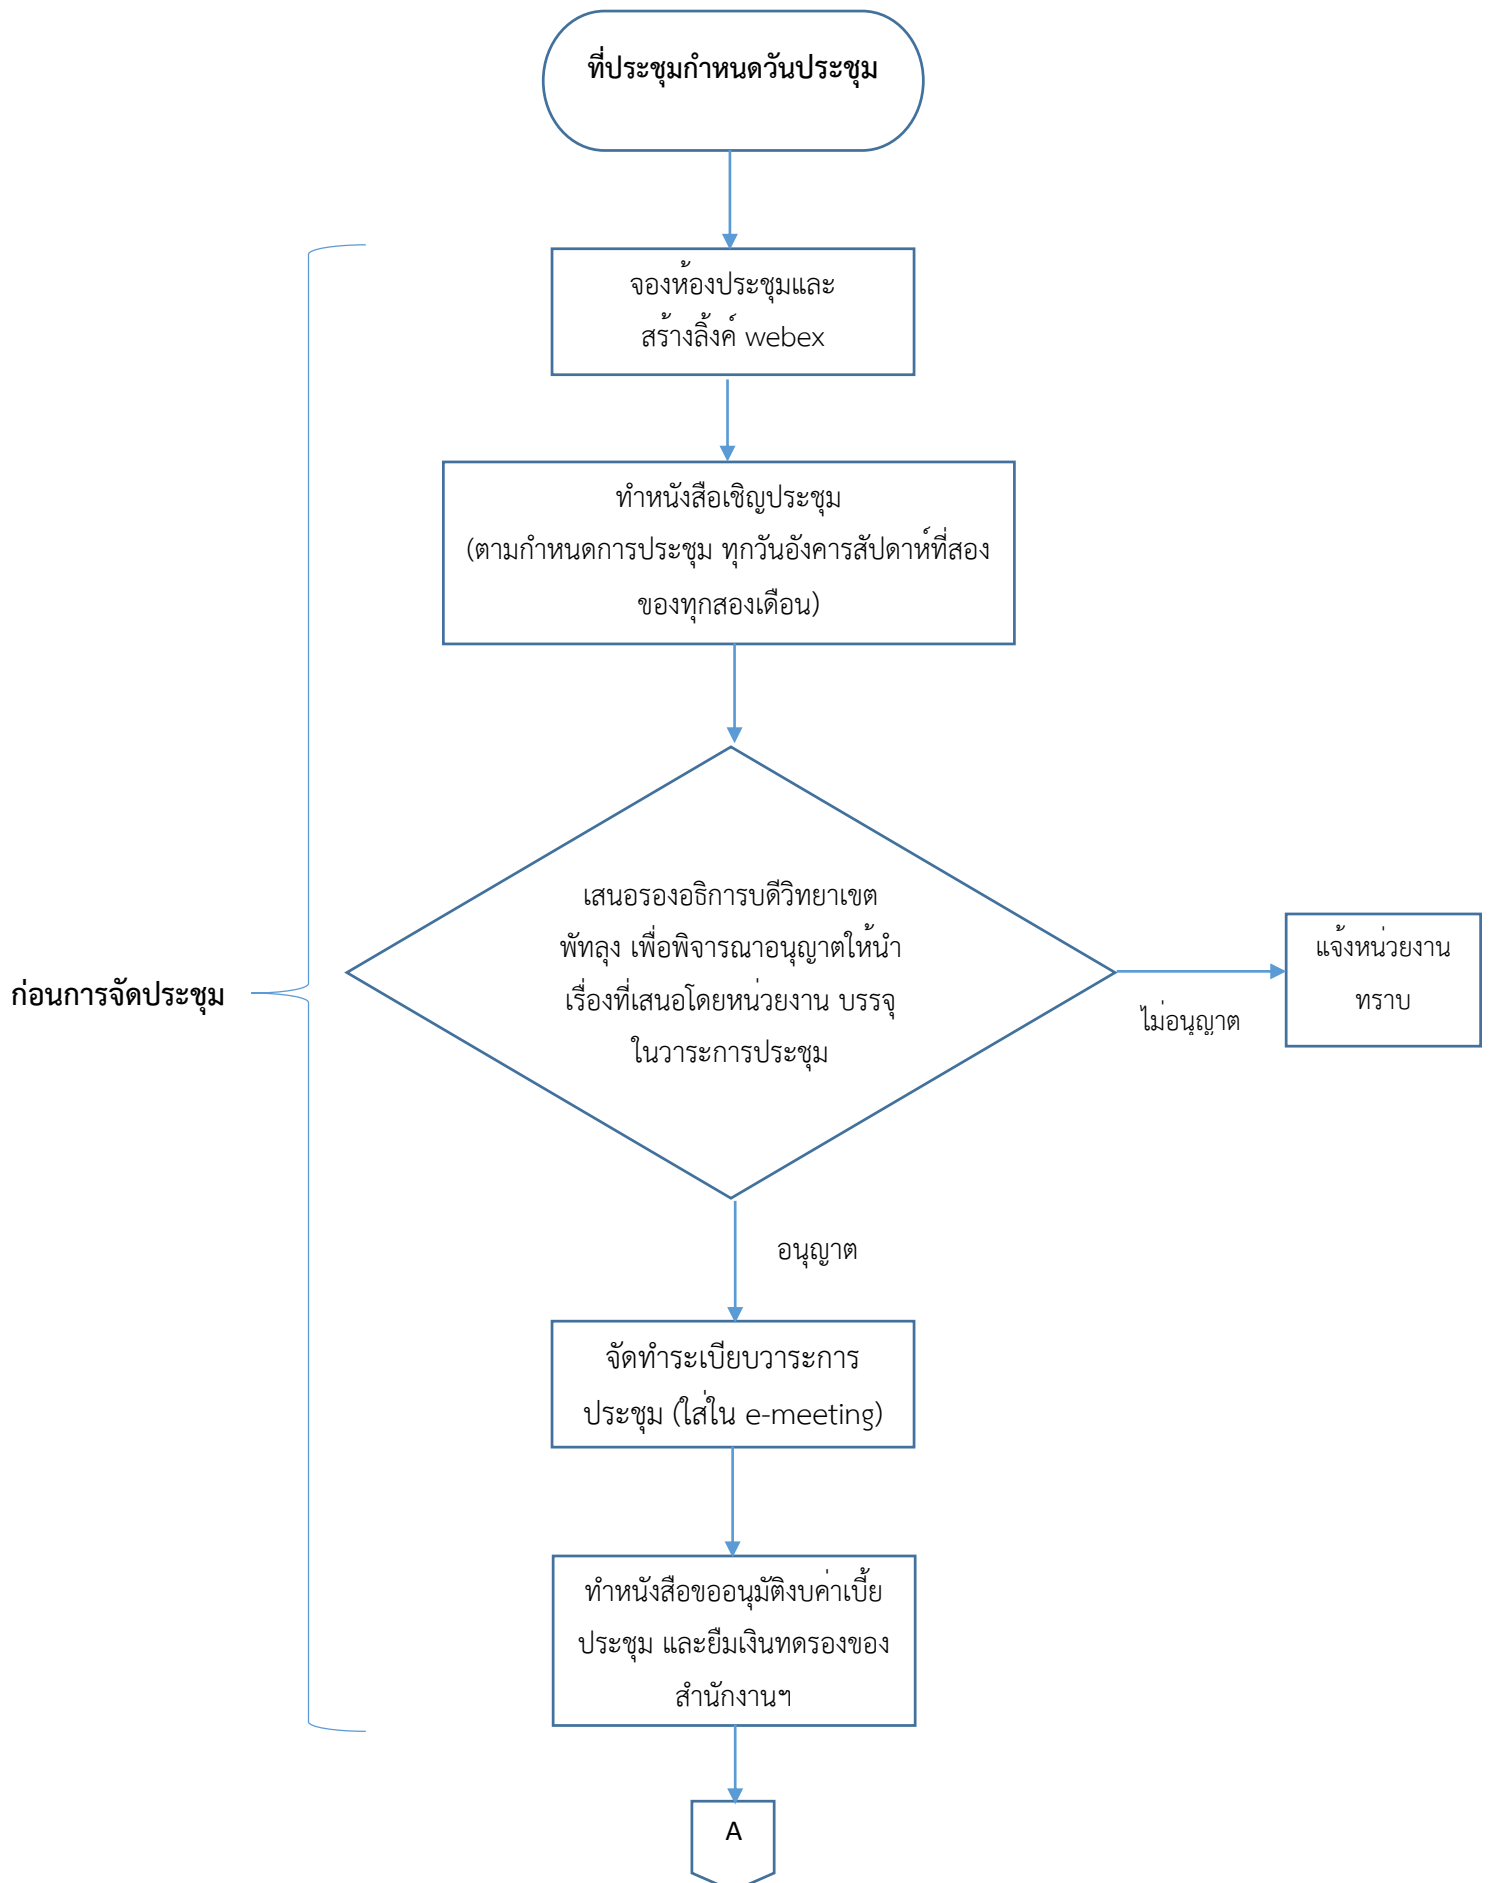 ที่ประชุมกำหนดวันประชุม
จองห้องประชุมและ
สร้างลิ้งค์ webex
ทำหนังสือเชิญประชุม
(ตามกำหนดการประชุม ทุกวันอังคารสัปดาห์ที่สอง
ของทุกสองเดือน)
เสนอรองอธิการบดีวิทยาเขต
พัทลุง เพื่อพิจารณาอนุญาตให้นำ
เรื่องที่เสนอโดยหน่วยงาน บรรจุ
ในวาระการประชุม
แจ้งหน่วยงาน
ทราบ
ไม่อนุญาต
ก่อนการจัดประชุม
อนุญาต
จัดทำระเบียบวาระการ
ประชุม (ใส่ใน e-meeting)
ทำหนังสือขออนุมัติงบค่าเบี้ย
ประชุม และยืมเงินทดรองของ
สำนักงานฯ
A